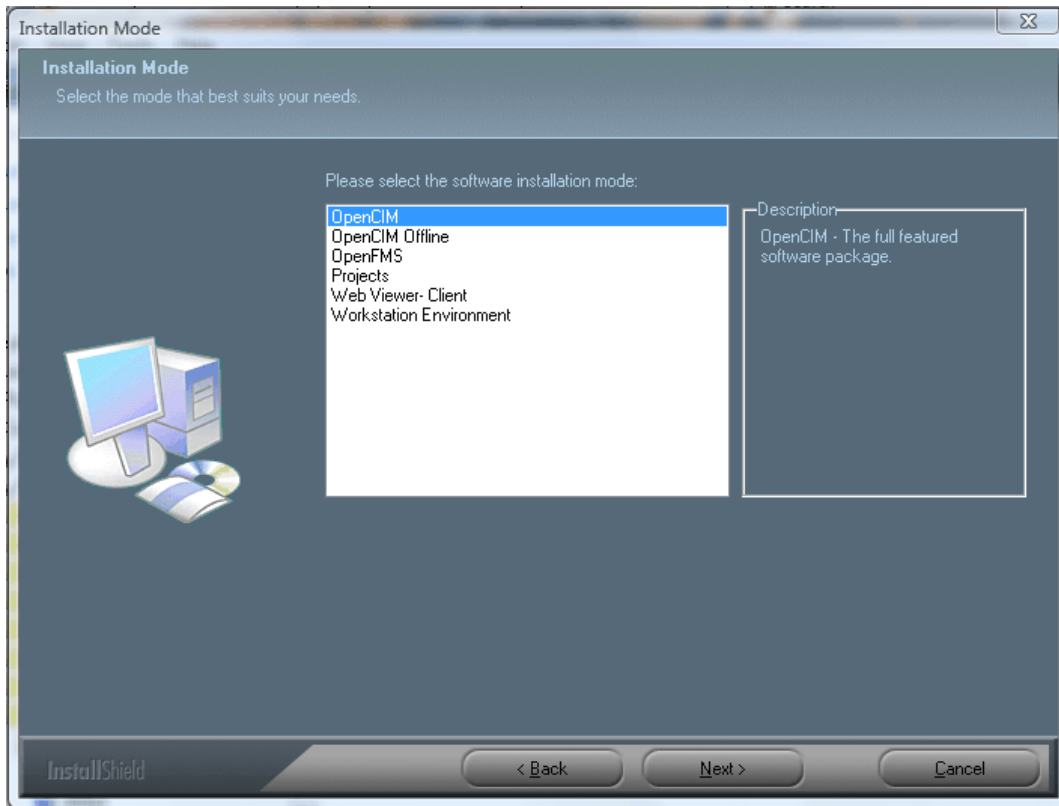 Installation Mode
Installation Mode
Select the mode that best suits your needs.
Please select the software installation mode:
OpenCIM
OpenCIM Offline
OpenFMS
Projects
Web Viewer- Client
Workstation Environment
Description
OpenCIM - The full featured
software package.
InstallShield
< Back
Next >
Cancel